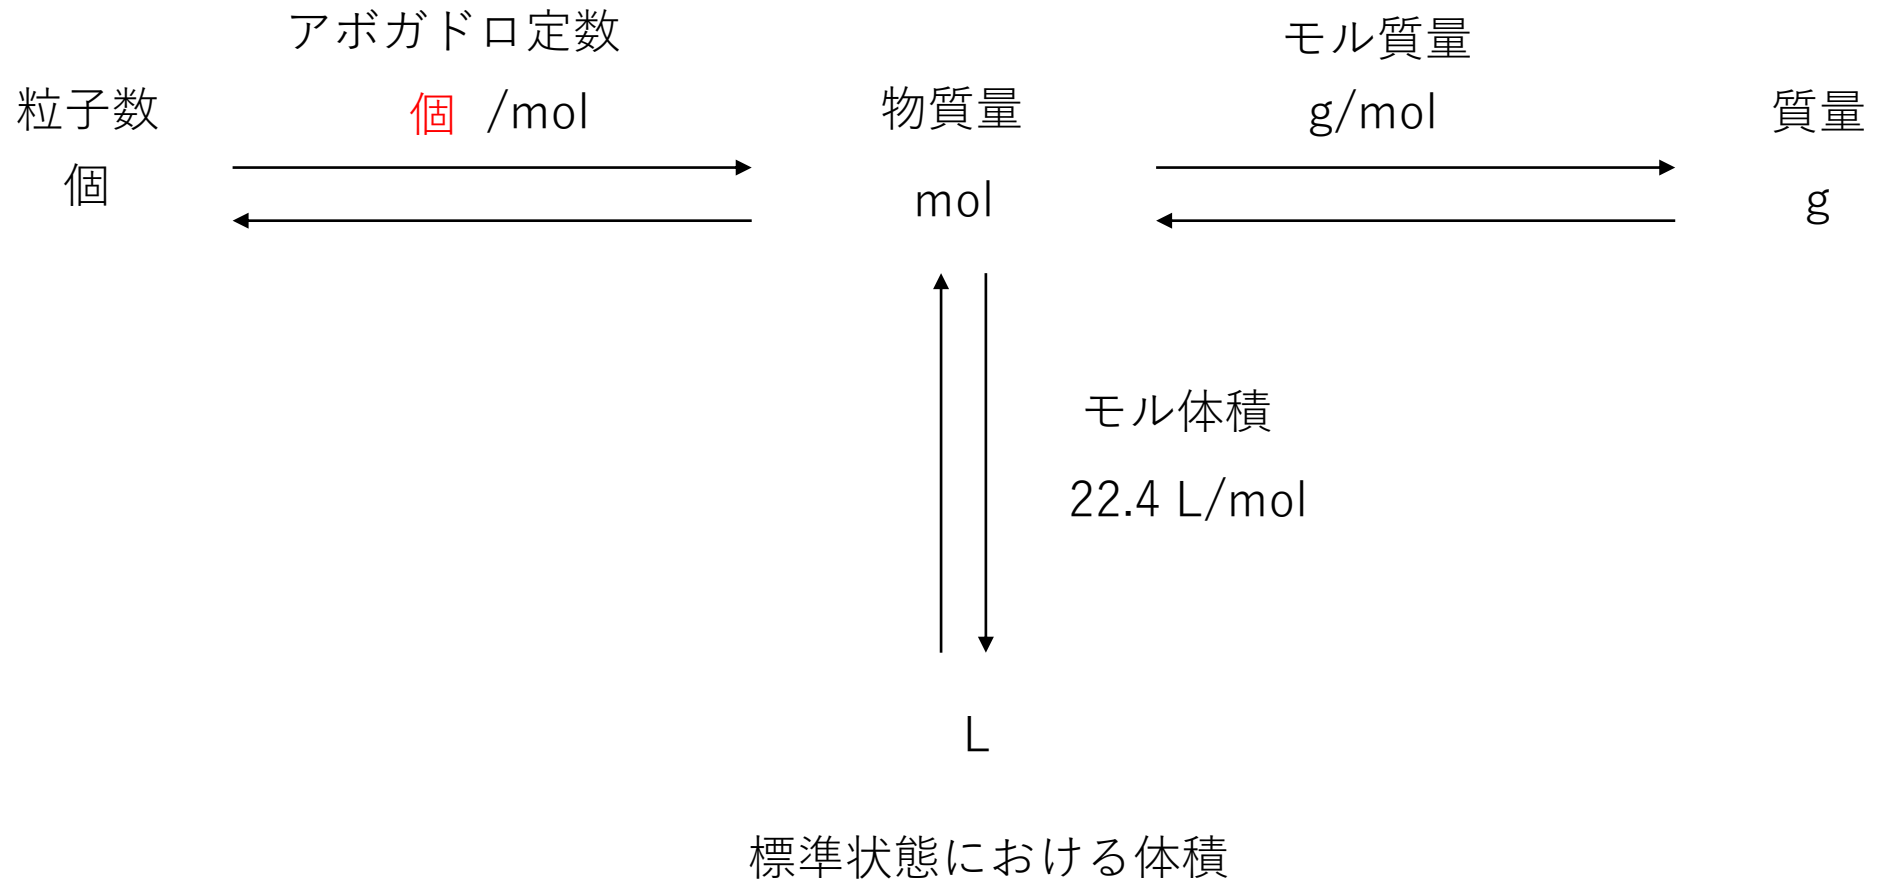 アボガドロ定数
モル質量
粒子数
個 /mol
物質量
g/mol
質量
個
mol
g
モル体積
22.4 L/mol
L
標準状態における体積